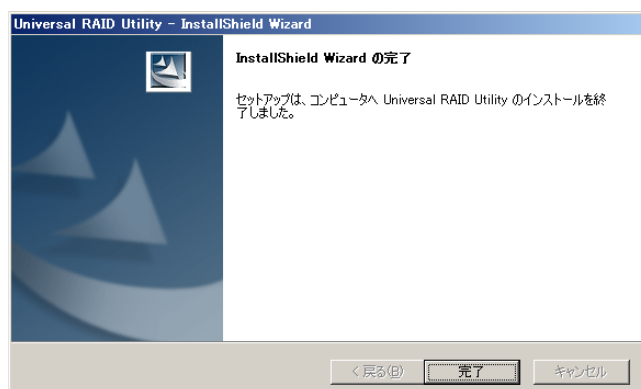 Universal RAID Utility - InstallShield Wizard
InstallShield Wizard の完了
セットアップは、コンピュータへ Universal RAID Utility のインストールを終
了しました。
< 戻る(B)
完了
キャンセル